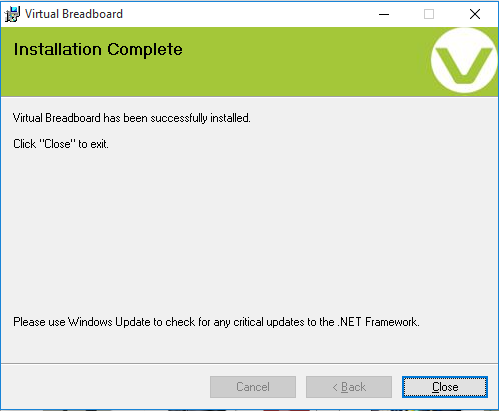 Virtual Breadboard
Installation Complete
Virtual Breadboard has been successfully installed.
Click "Close" to exit.
Please use Windows Update to check for any critical updates to the .NET Framework.
Cancel
< Back
Close